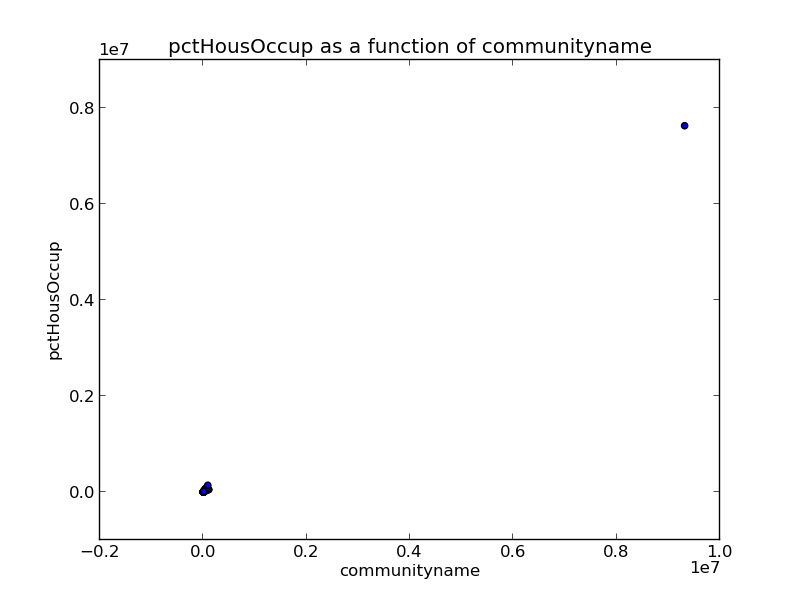 pctHousOccup as a function of communityname
1e7
0.8
0.6
0.4
0.2
0.0
pctHousOccup
−0.2 0.0 0.2 0.4 0.6 0.8 1.0
1e7
communityname